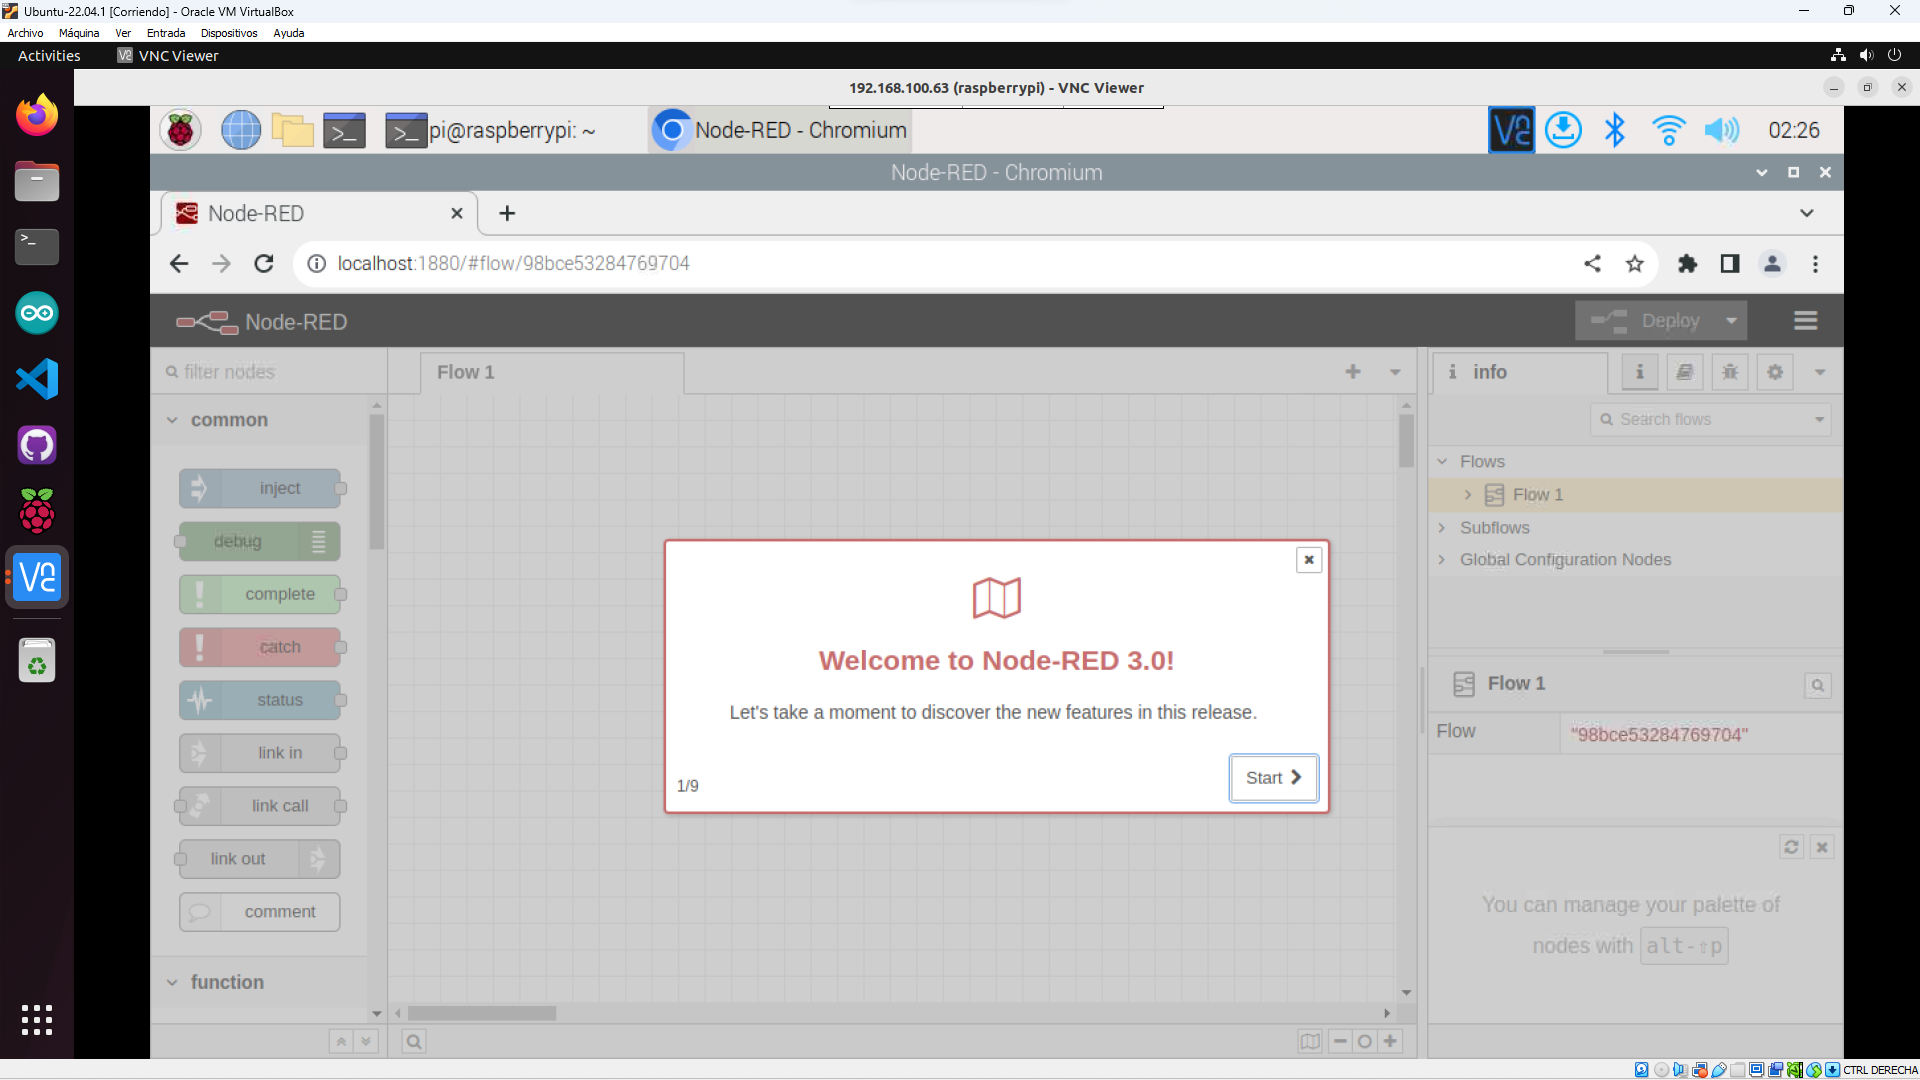 Ubuntu-22.04.1 [Corriendo] - Oracle VM VirtualBox
Archivo Máquina Ver Entrada Dispositivos Ayuda
Activities VNC Viewer
192.168.100.63 (raspberrypi) - VNC Viewer
pi@raspberrypi: ~ Node-RED - Chromium 02:26
Node-RED - Chromium
Node-RED
localhost:1880/#flow/98bce53284769704
Node-RED Deploy
filter nodes Flow 1 info
Search flows
common
inject
debug
complete
catch
status
link in
link call
link out
comment
function
Welcome to Node-RED 3.0!
Let's take a moment to discover the new features in this release.
1/9 Start
Flows
Flow 1
Subflows
Global Configuration Nodes
Flow 1
Flow "98bce53284769704"
You can manage your palette of
nodes with alt-⇧p
CTRL DERECHA